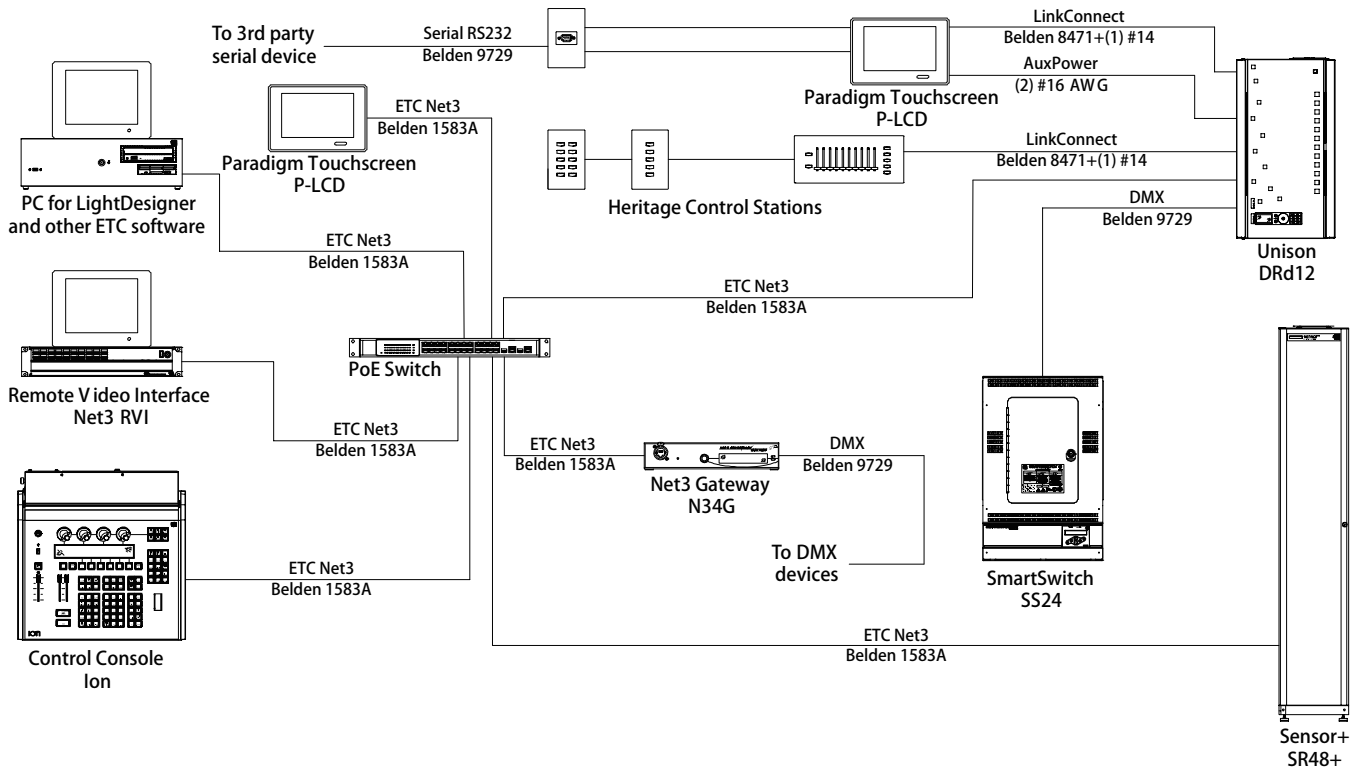 To 3rd party
serial device
Serial RS232
Belden 9729
LinkConnect
Belden 8471+(1) #14
AuxPower
(2) #16 AWG
Paradigm Touchscreen
P-LCD
ETC Net3
Belden 1583A
Paradigm Touchscreen
P-LCD
LinkConnect
Belden 8471+(1) #14
Heritage Control Stations
DMX
Belden 9729
PC for LightDesigner
and other ETC software
ETC Net3
Belden 1583A
Unison
DRd12
ETC Net3
Belden 1583A
PoE Switch
Remote Video Interface
Net3 RVI
ETC Net3
Belden 1583A
ETC Net3
Belden 1583A
DMX
Belden 9729
Net3 Gateway
N34G
To DMX
devices
SmartSwitch
SS24
ETC Net3
Belden 1583A
ion
Control Console
Ion
ETC Net3
Belden 1583A
Sensor+
SR48+